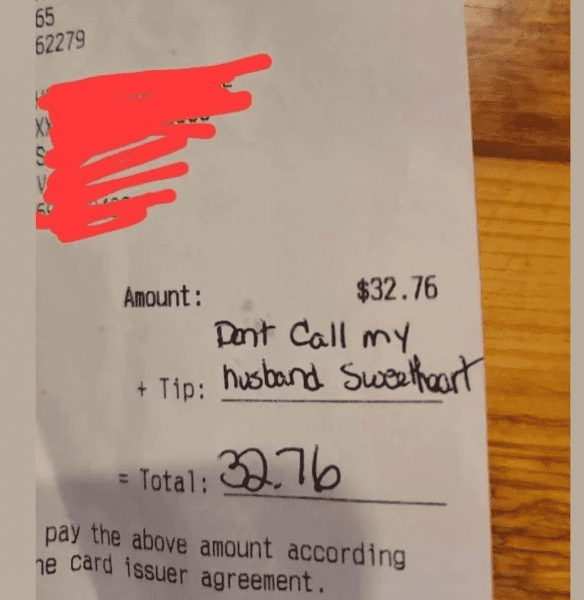 65
62279
Amount: $32.76
Dont Call my
+ Tip: husband Sweetheart
= Total: 32.76
pay the above amount according
card issuer agreement.